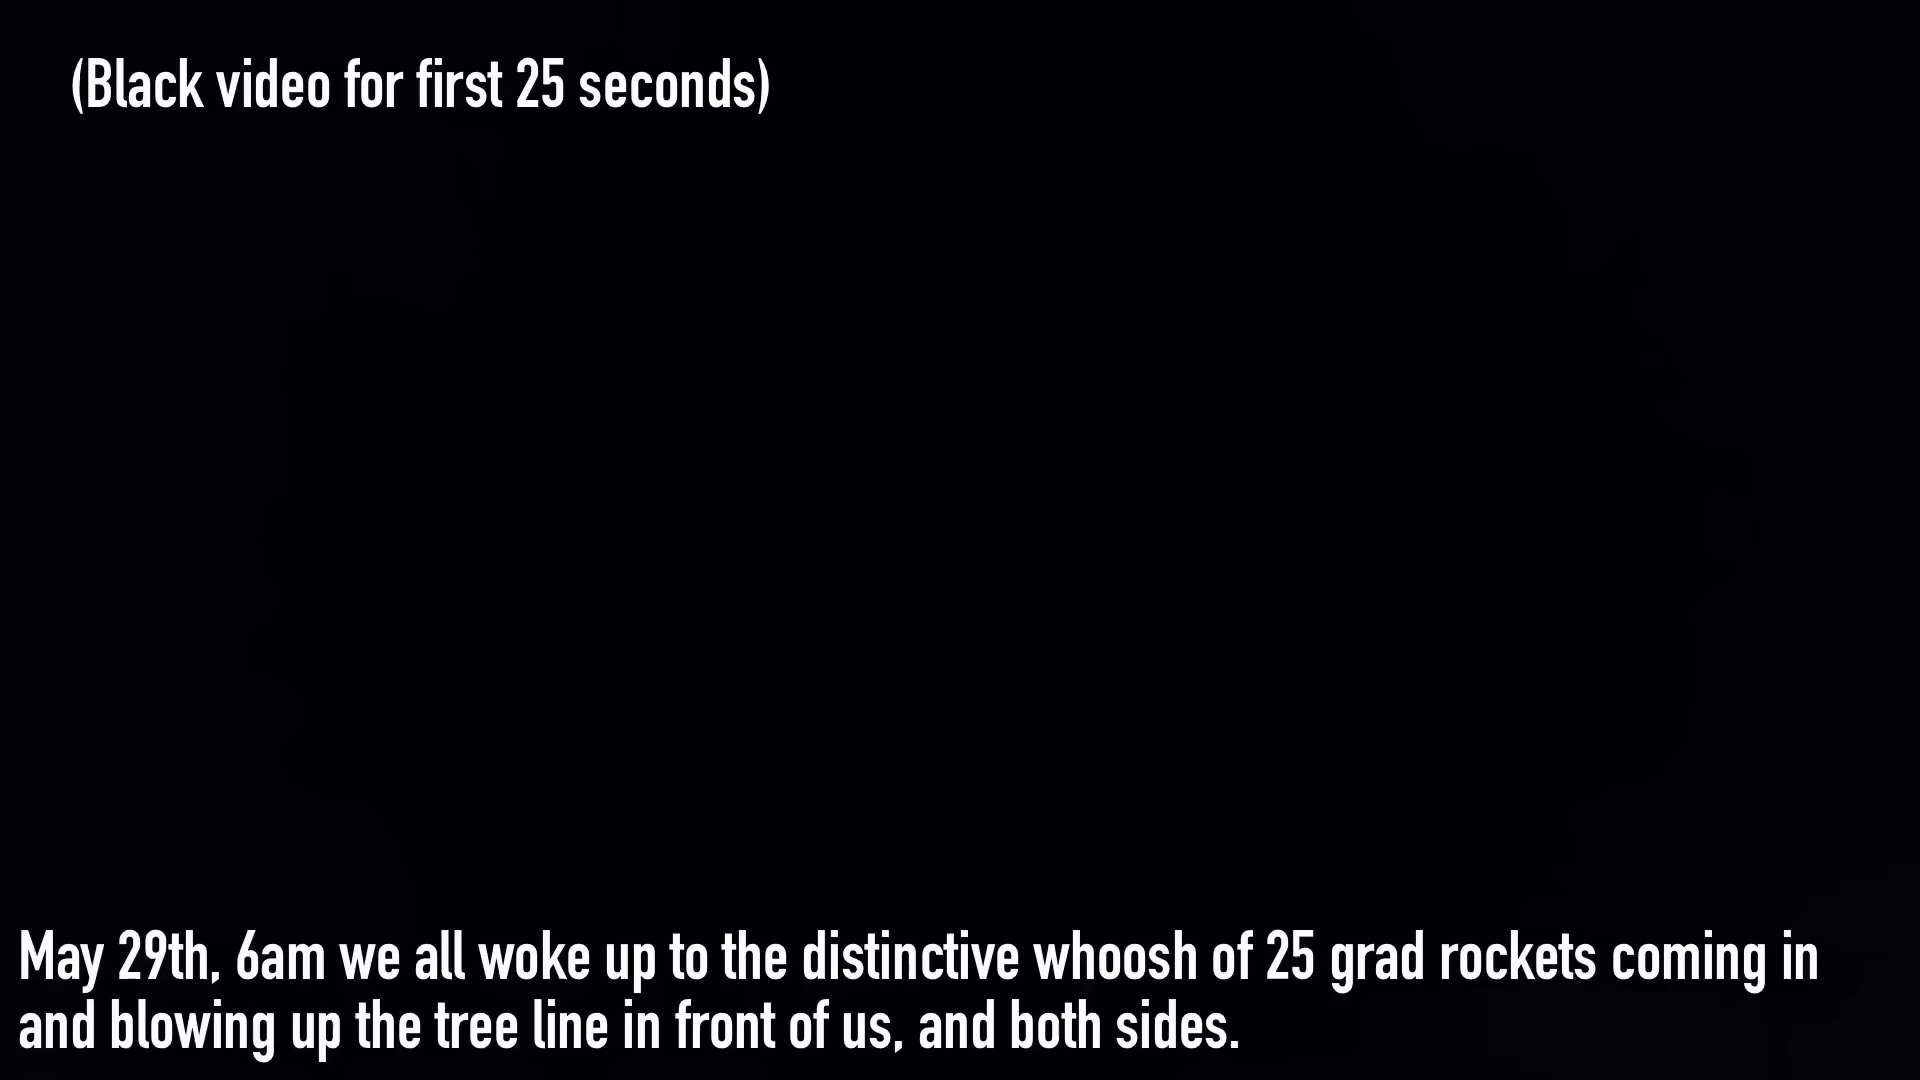 (Black video for first 25 seconds)
May 29th, 6am we all woke up to the distinctive whoosh of 25 grad rockets coming in
and blowing up the tree line in front of us, and both sides.